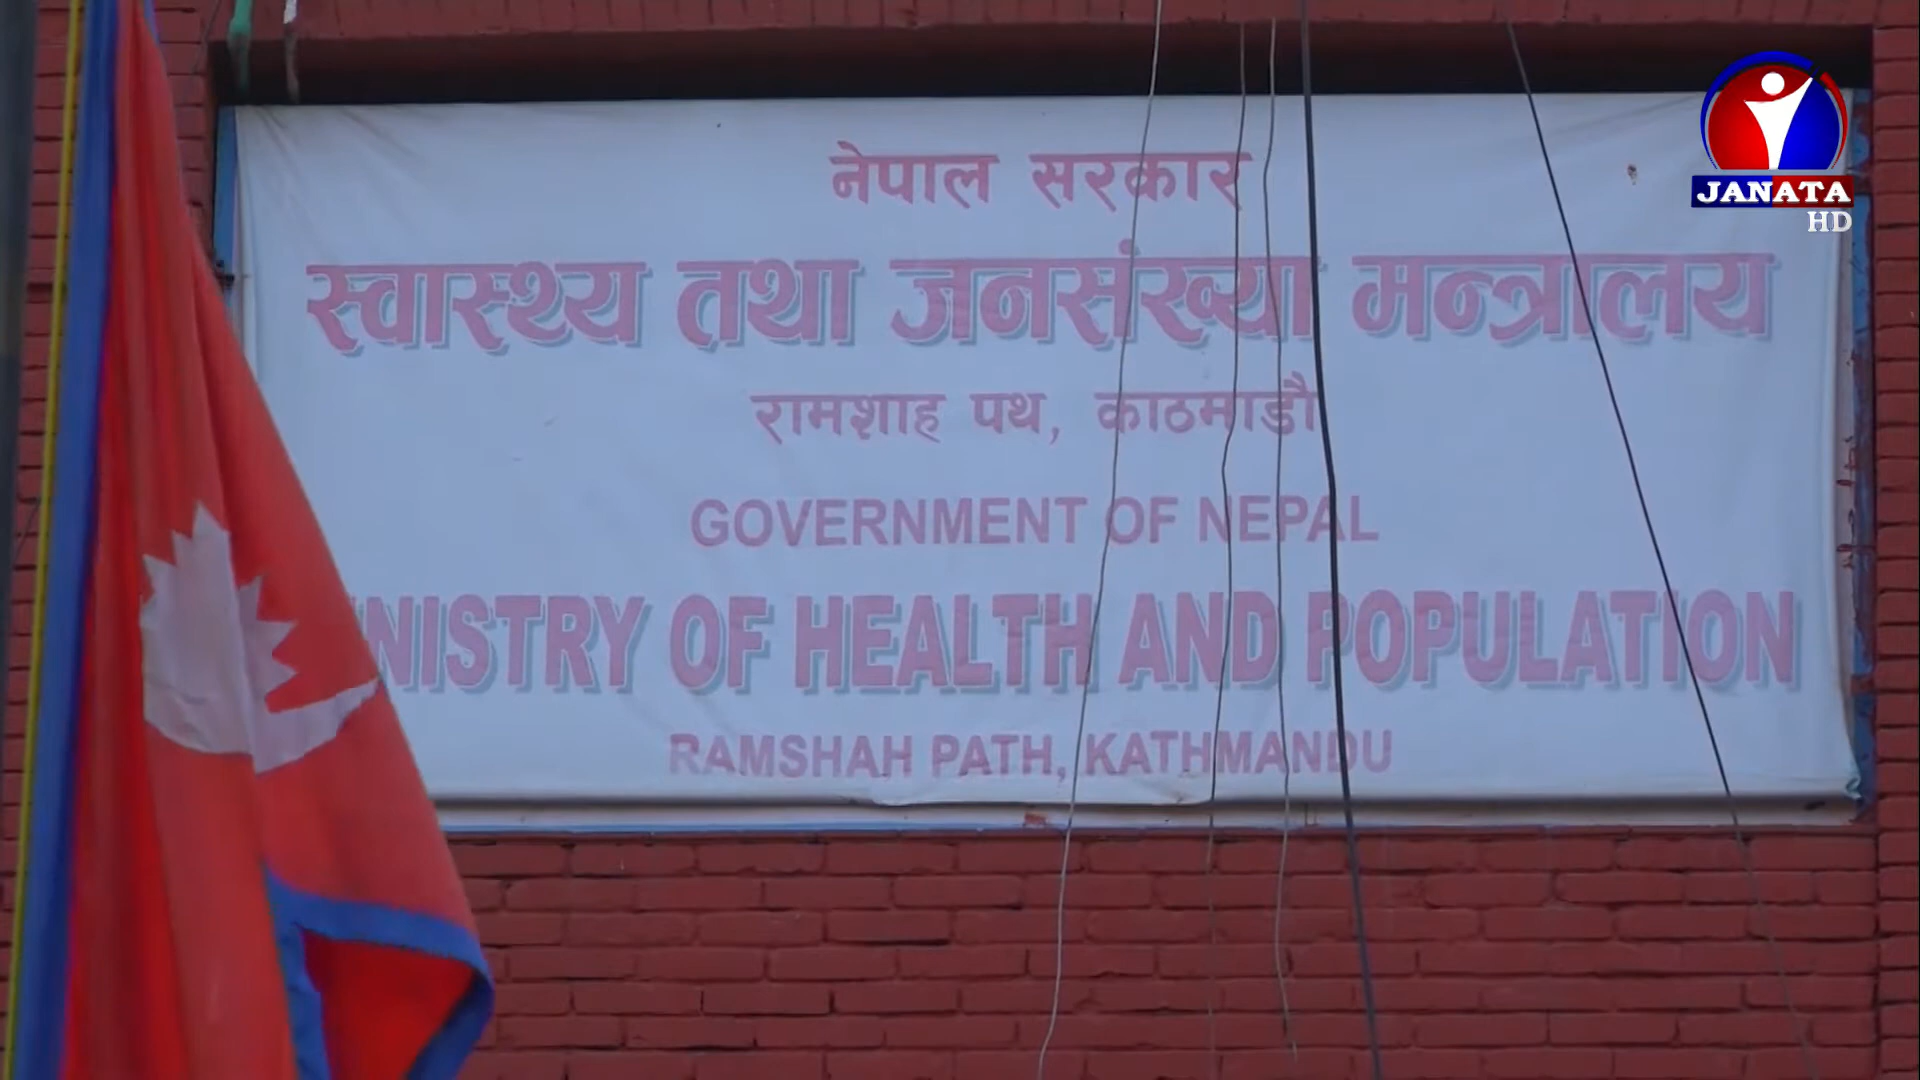 नेपाल सरकार
स्वास्थ्य तथा जनसंख्या मन्त्रालय
रामशाह पथ, काठमाडौ
GOVERNMENT OF NEPAL
NISTRY OF HEALTH AND POPULATION
RAMSHAH PATH, KATHMANDU
JANATA
HD